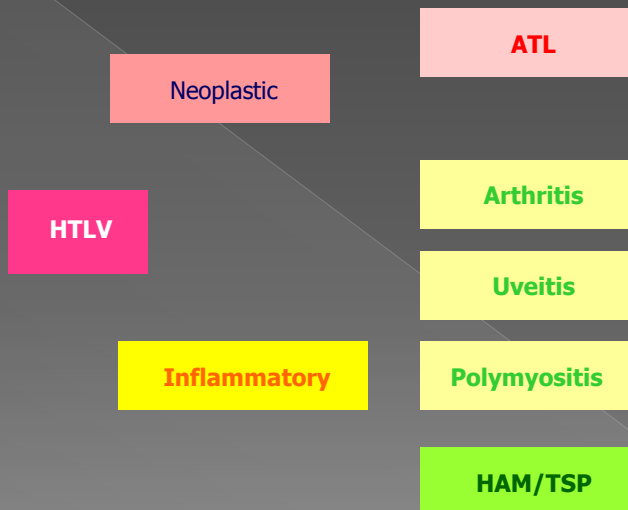 ATL
Neoplastic
Arthritis
HTLV
Uveitis
Inflammatory
Polymyositis
HAM/TSP